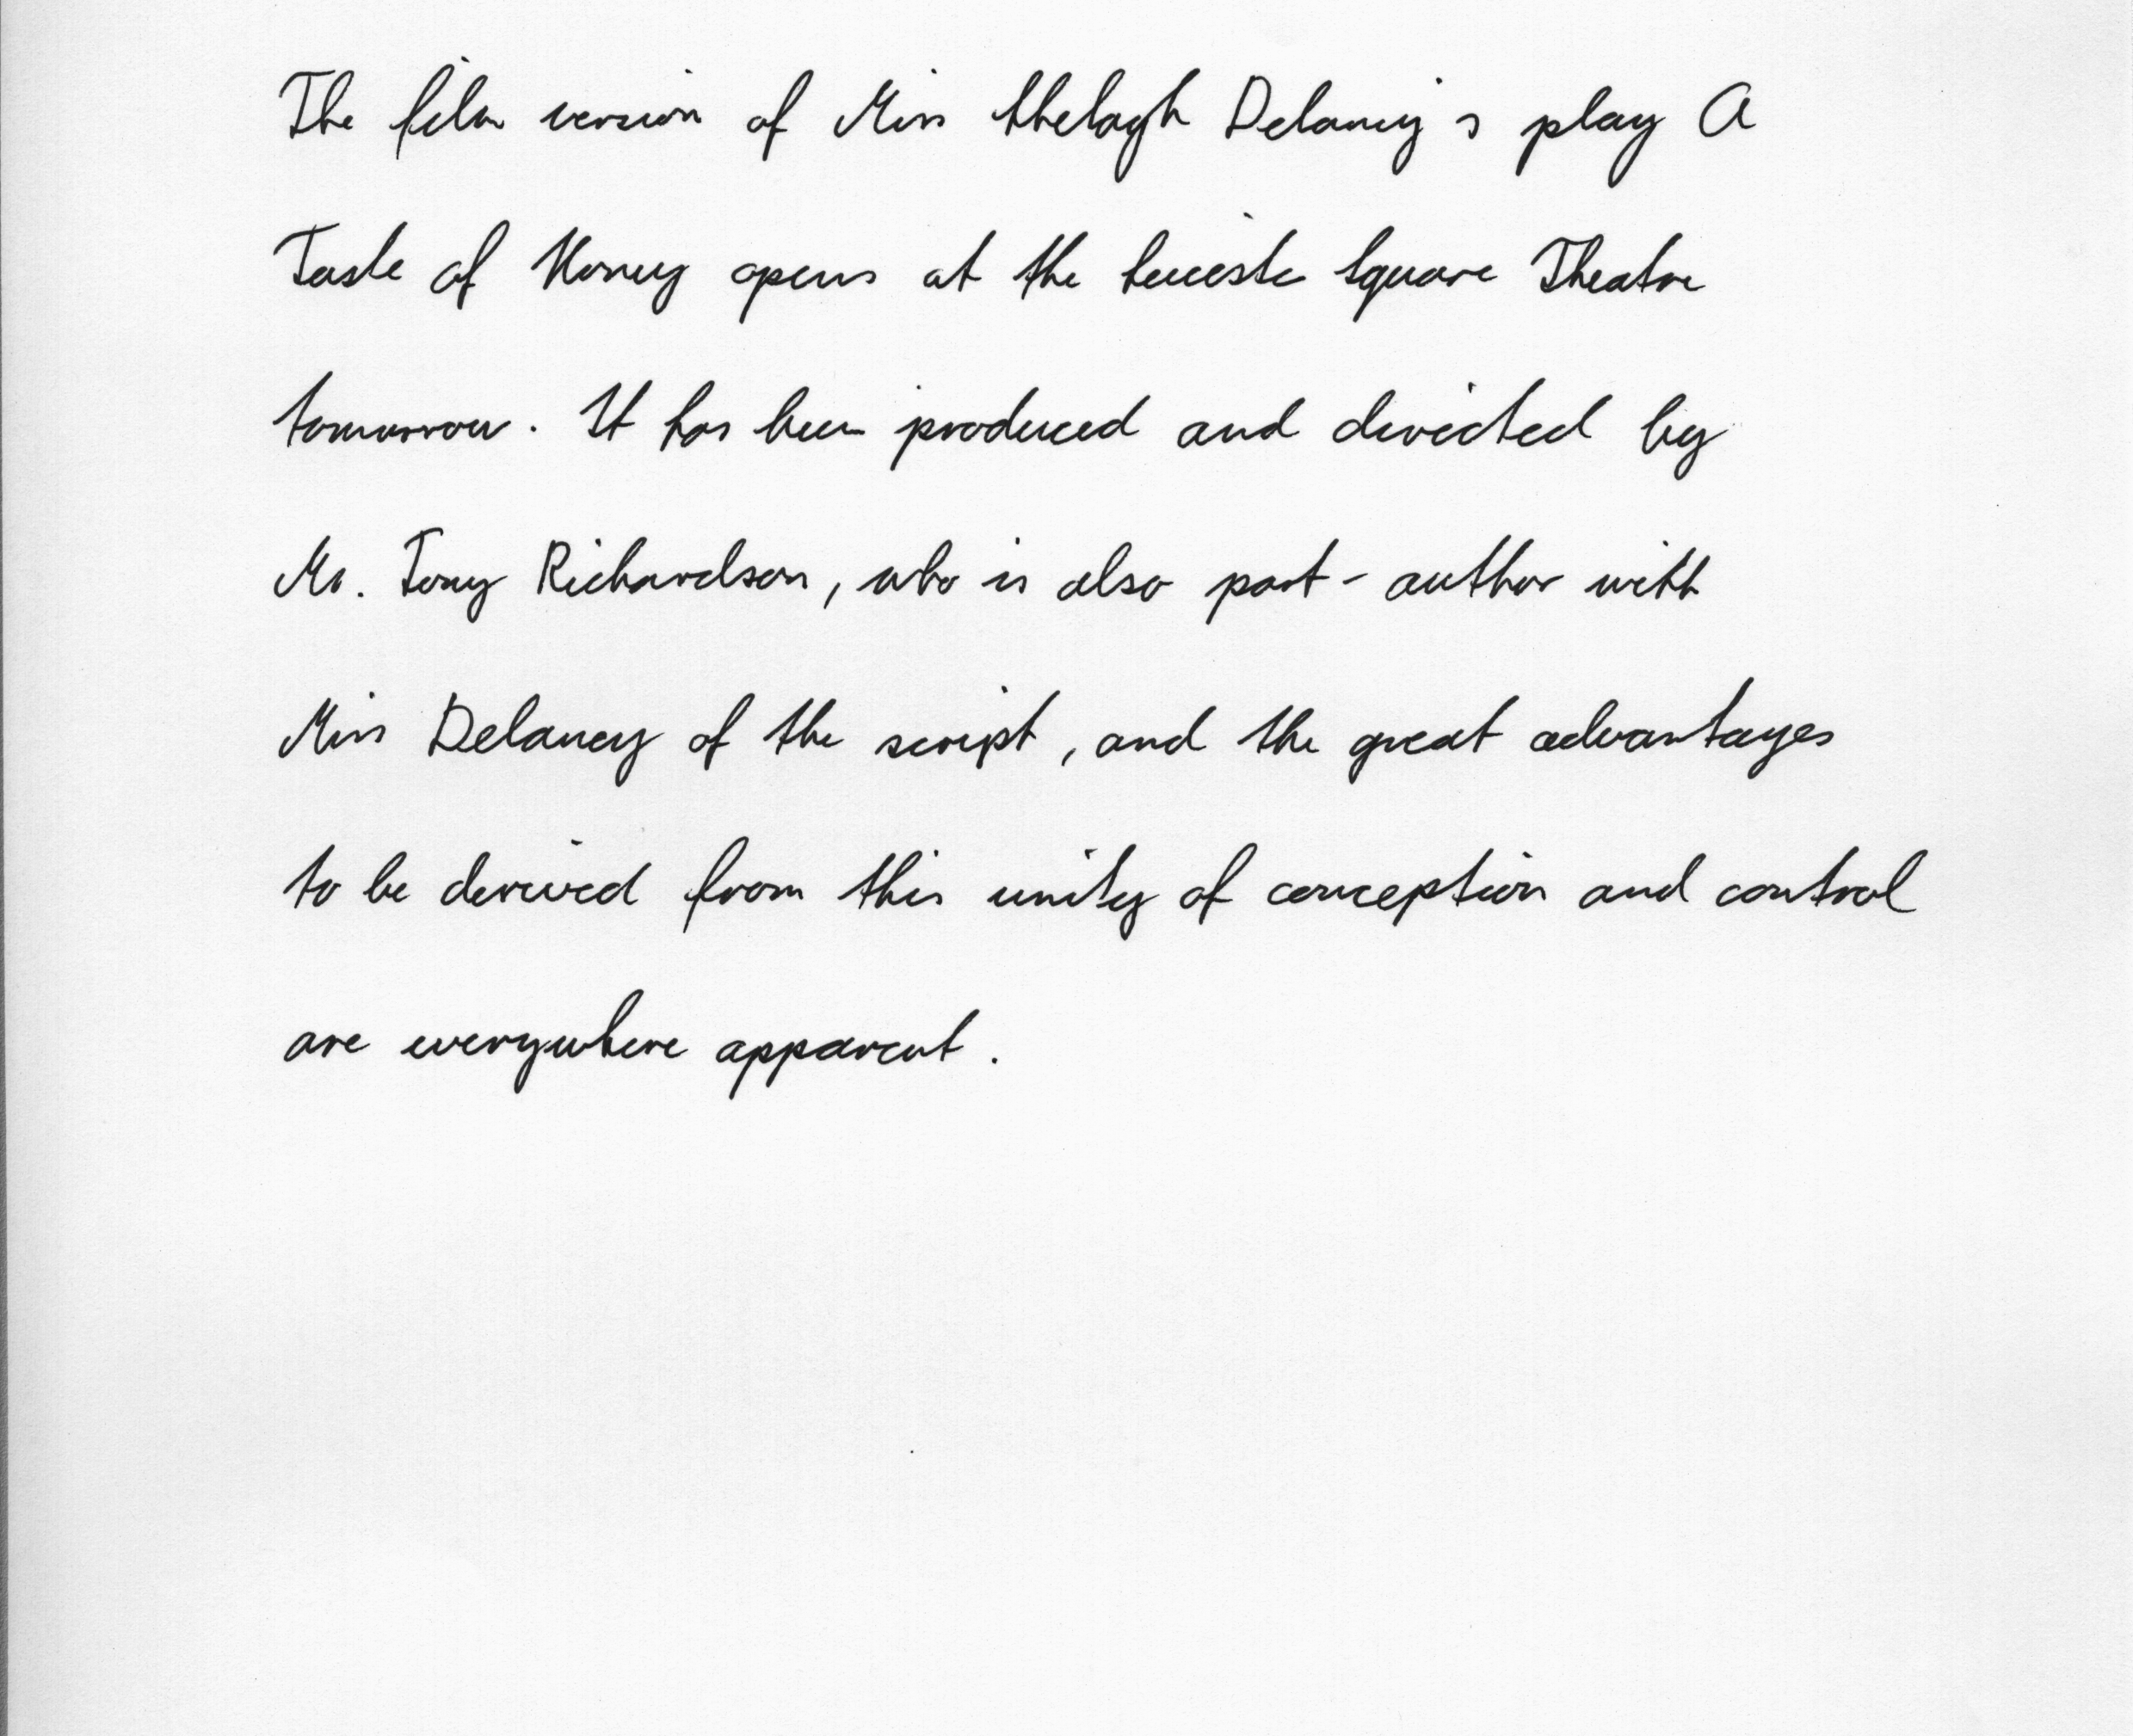 The film version of Miss Shelagh Delaney's play A
Taste of Honey opens at the Leicester Square Theatre
tomorrow. It has been produced and directed by
Mr. Tony Richardson, who is also part-author with
Miss Delaney of the script, and the great advantages
to be derived from this unity of conception and control
are everywhere apparent.